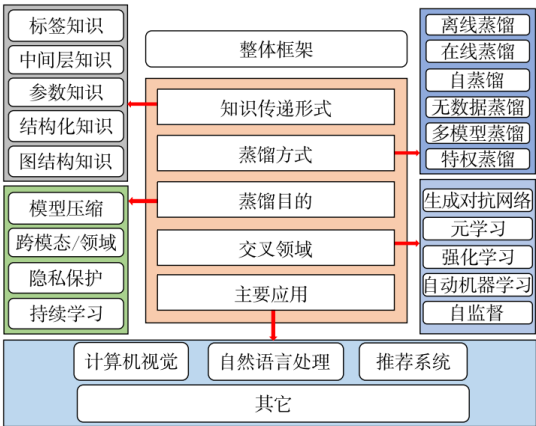 标签知识
中间层知识
参数知识
结构化知识
图结构知识
模型压缩
跨模态/领域
隐私保护
持续学习
整体框架
知识传递形式
蒸馏方式
蒸馏目的
交叉领域
主要应用
离线蒸馏
在线蒸馏
自蒸馏
无数据蒸馏
多模型蒸馏
特权蒸馏
生成对抗网络
元学习
强化学习
自动机器学习
自监督
计算机视觉
自然语言处理
推荐系统
其它